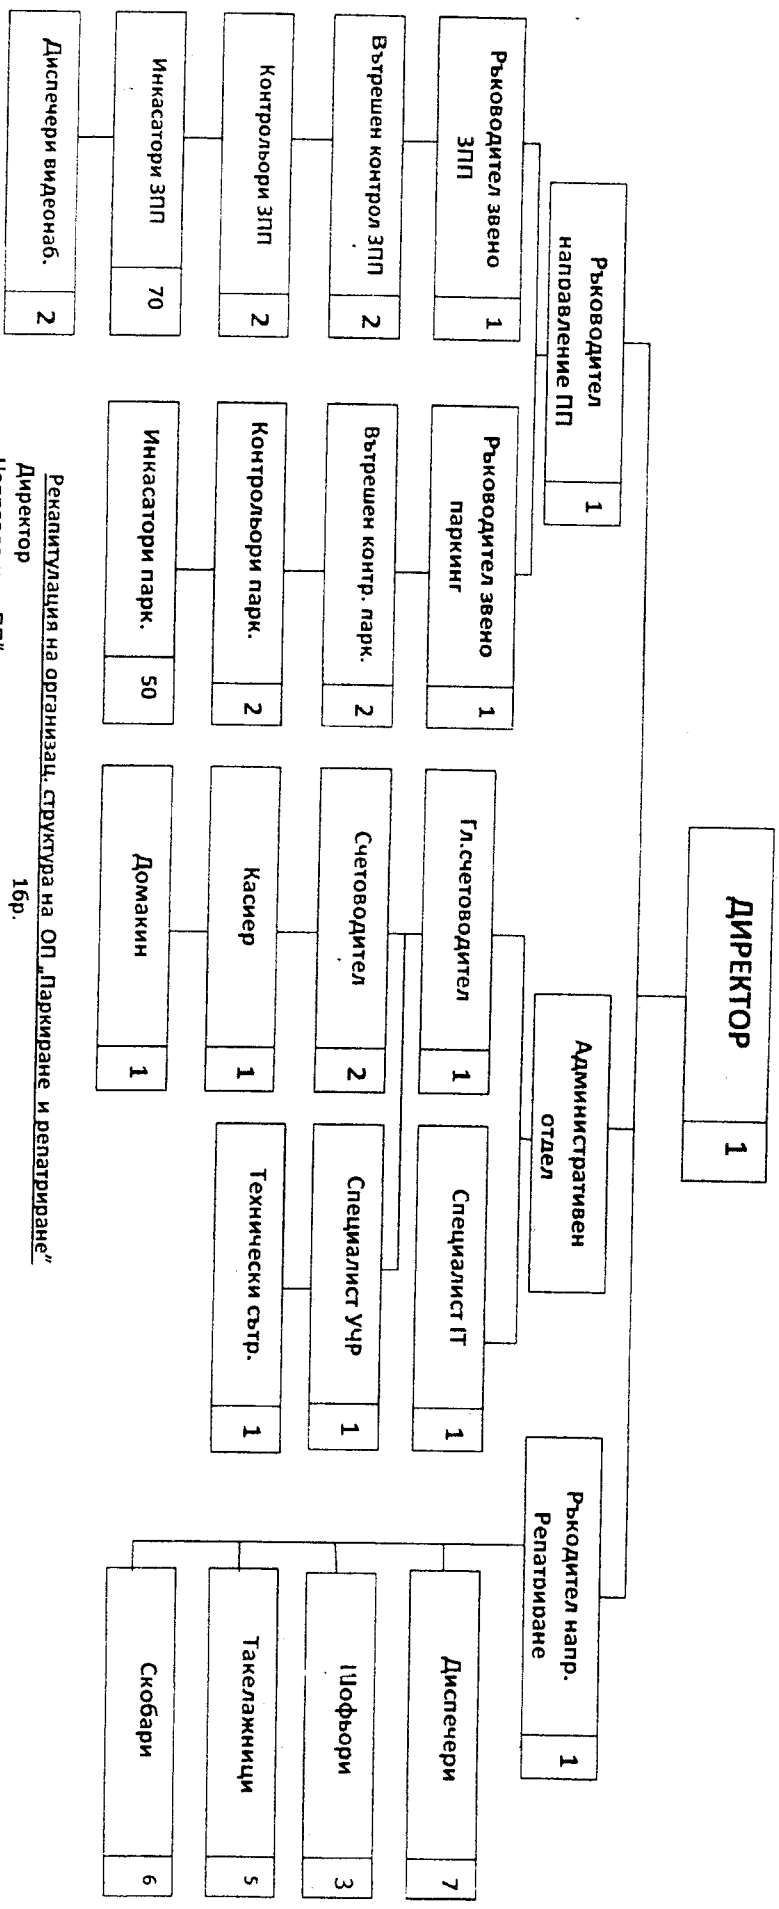 ДИРЕКТОР
1
Ръководител
направление ПП
1
Административен
отдел
Ръкодител напр.
Репатриране
1
Ръководител звено
ЗПП
1
Вътрешен контрол ЗПП
2
Контрольори ЗПП
2
Инкасатори ЗПП
70
Диспечери видеонаб.
2
Ръководител звено
паркинг
1
Вътрешен контр. парк.
2
Контрольори парк.
2
Инкасатори парк.
50
Гл.счетоводител
1
Счетоводител
2
Касиер
1
Домакин
1
Специалист IT
1
Специалист УЧР
1
Технически сътр.
1
Диспечери
7
Шофьори
3
Такелажници
5
Скобари
6
Рекапитулация на организац. структура на ОП „Паркиране и репатриране"
Директор 1бр.